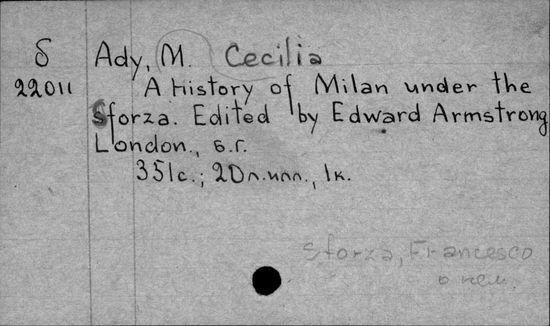 δ Ady, M. Cecilia
22011 A History of Milan under the
Sforza. Edited by Edward Armstrong
London., б.г.
351с.; 20л.илл., 1к.
Sforza, Francesco
о нем.